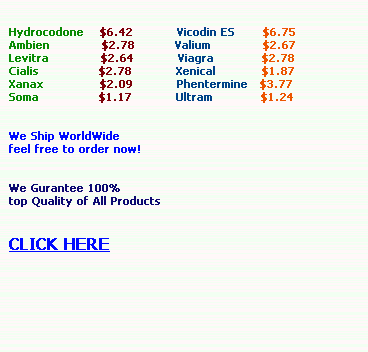 Hydrocodone $6.42 Vicodin ES $6.75
Ambien $2.78 Valium $2.67
Levitra $2.64 Viagra $2.78
Cialis $2.78 Xenical $1.87
Xanax $2.09 Phentermine $3.77
Soma $1.17 Ultram $1.24
We Ship WorldWide
feel free to order now!
We Gurantee 100%
top Quality of All Products
CLICK HERE